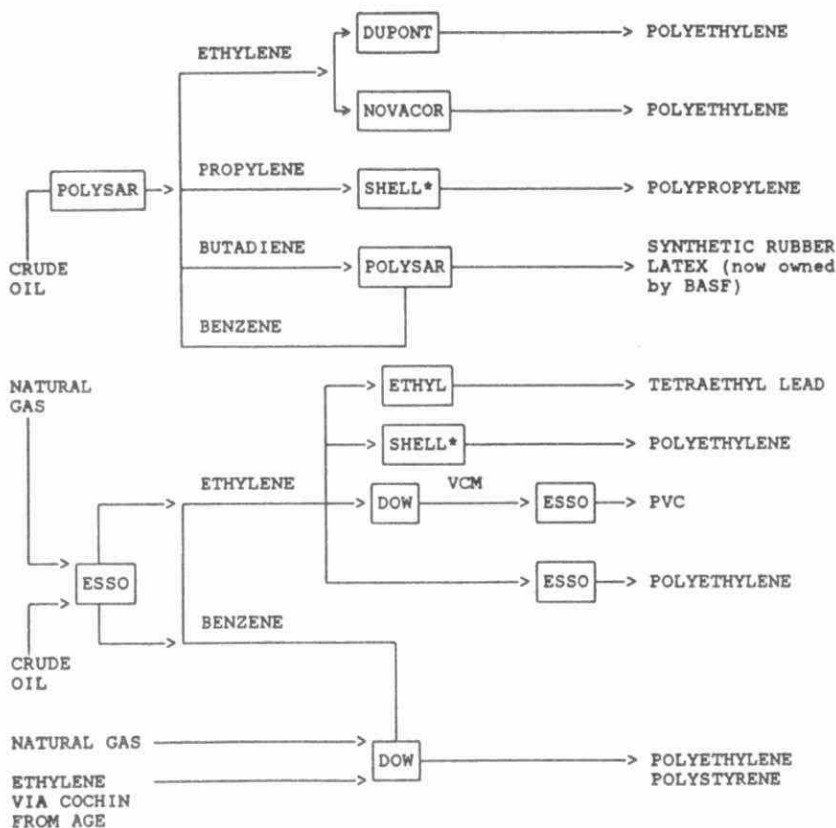 DUPONT
POLYETHYLENE
ETHYLENE
NOVACOR
POLYETHYLENE
PROPYLENE
POLYSAR
SHELL*
POLYPROPYLENE
BUTADIENE
POLYSAR
SYNTHETIC RUBBER
LATEX (now owned
by BASF)
CRUDE
OIL
BENZENE
NATURAL
GAS
ETHYL
TETRAETHYL LEAD
SHELL*
POLYETHYLENE
ETHYLENE
DOW
VCM
ESSO
PVC
ESSO
ESSO
POLYETHYLENE
BENZENE
CRUDE
OIL
NATURAL GAS
DOW
POLYETHYLENE
POLYSTYRENE
ETHYLENE
VIA COCHIN
FROM AGE